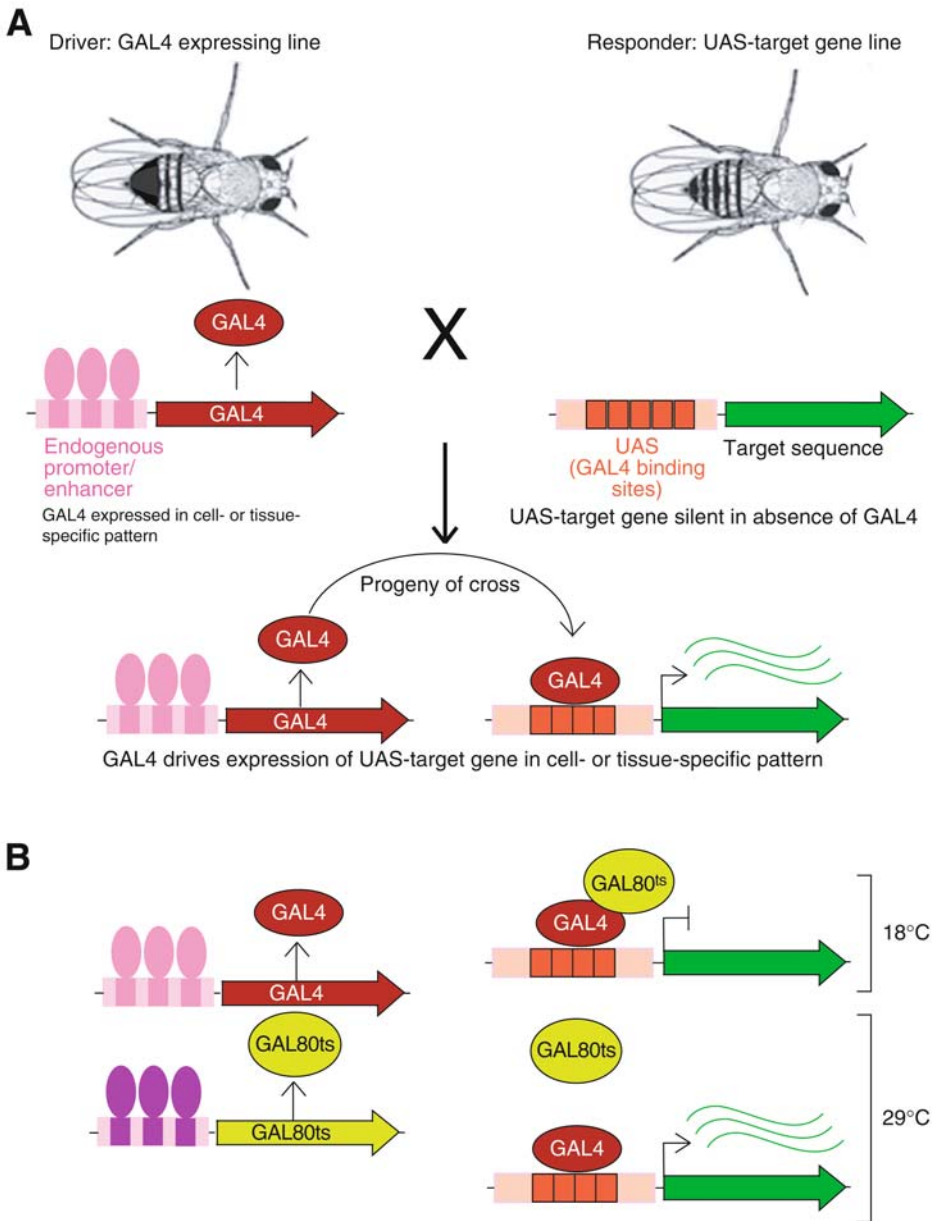 A
Driver: GAL4 expressing line
Responder: UAS-target gene line
GAL4
X
GAL4
Endogenous
promoter/
enhancer
GAL4 expressed in cell- or tissue-
specific pattern
UAS
(GAL4 binding
sites)
Target sequence
UAS-target gene silent in absence of GAL4
Progeny of cross
GAL4
GAL4
GAL4
GAL4 drives expression of UAS-target gene in cell- or tissue-specific pattern
B
GAL4
GAL4
GAL80ts
GAL80ts
GAL80ts
GAL4
18°C
GAL80ts
GAL4
29°C